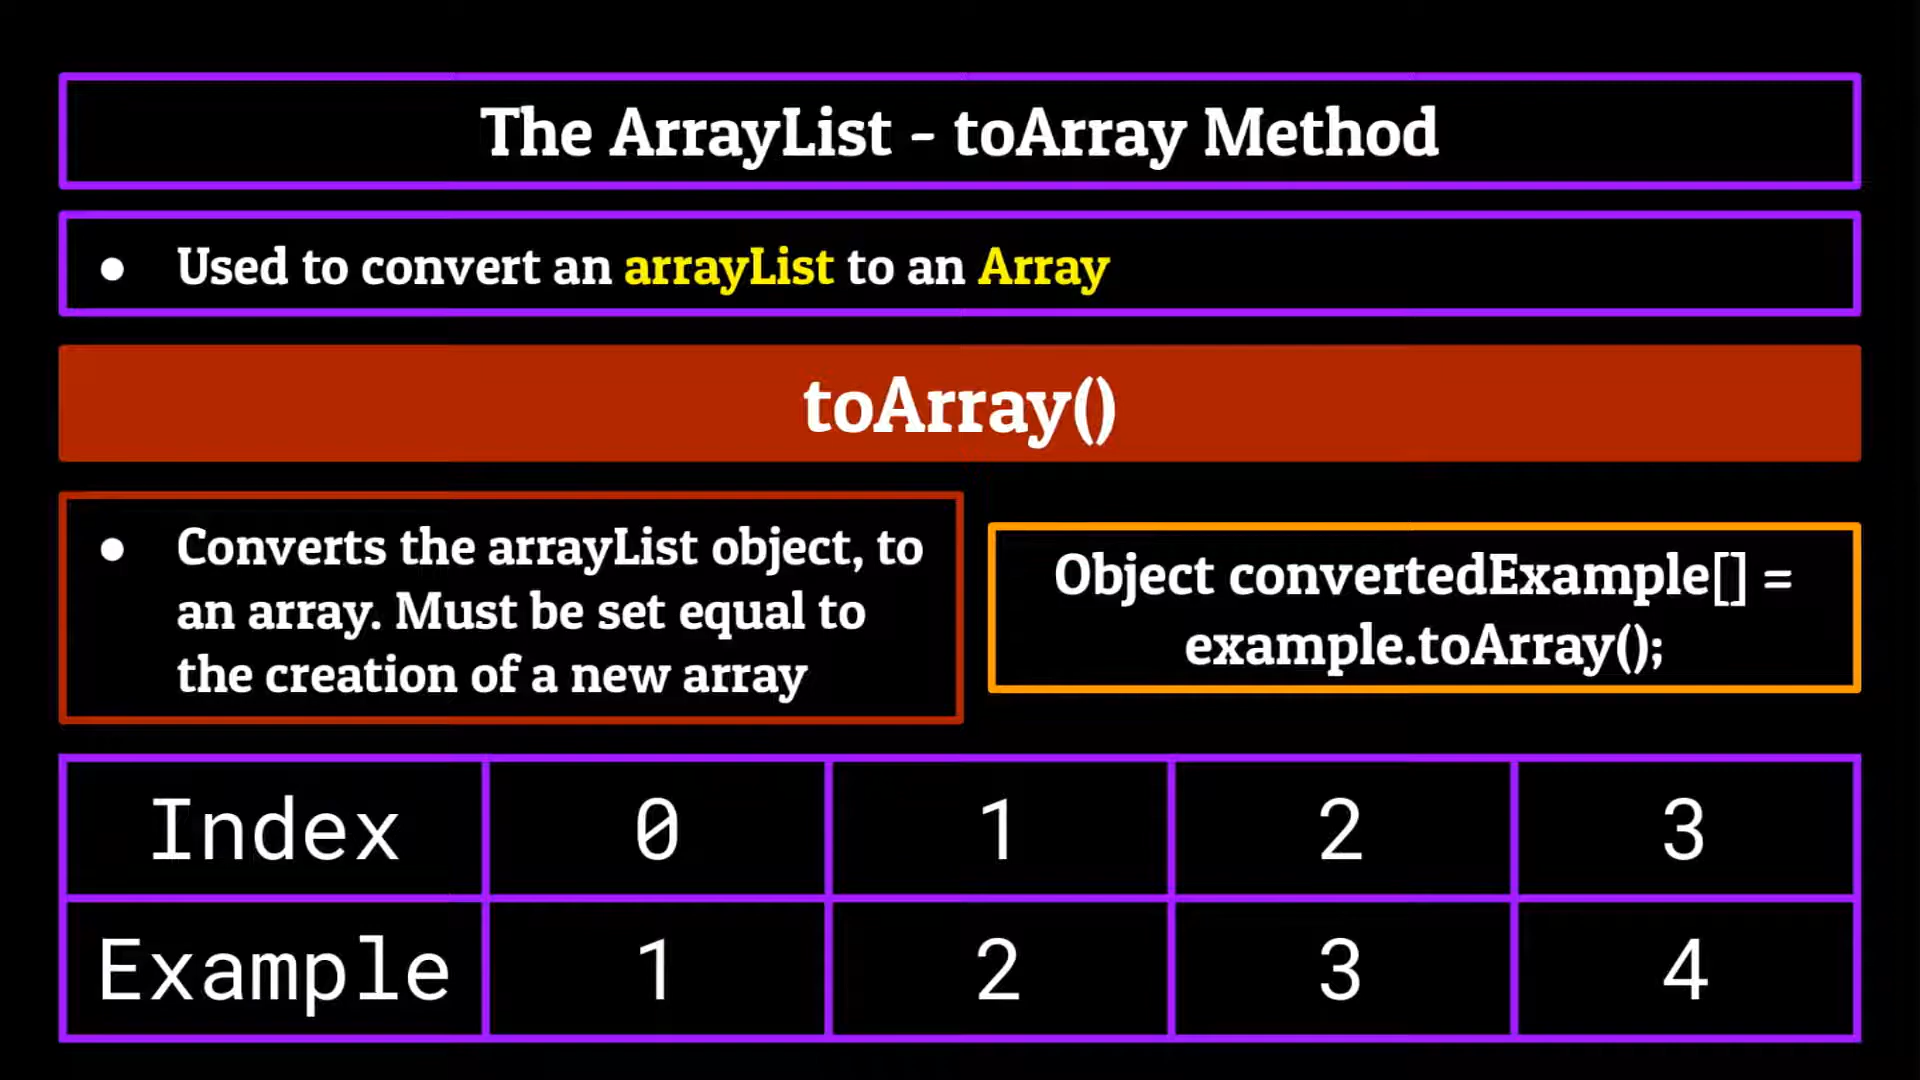 The ArrayList - toArray Method
● Used to convert an arrayList to an Array
toArray()
● Converts the arrayList object, to
an array. Must be set equal to
the creation of a new array
Object convertedExample[] =
example.toArray();
Index 0 1 2 3
Example 1 2 3 4